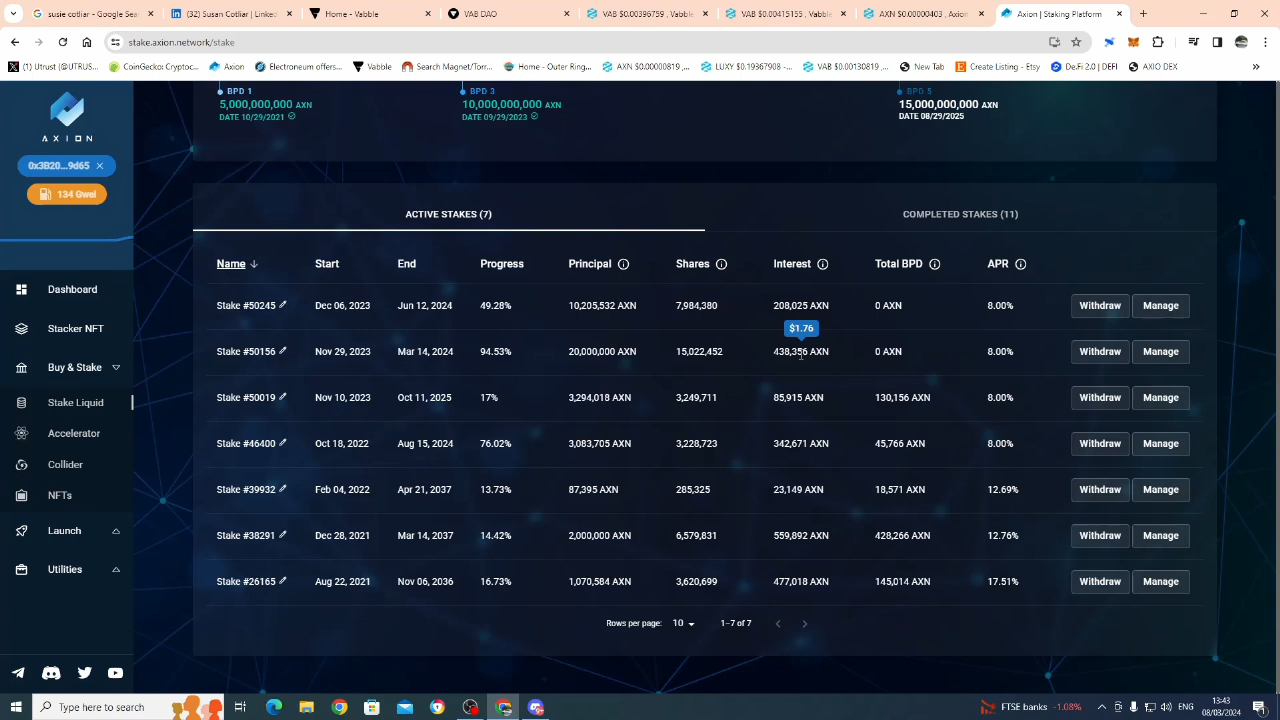 susie collier - Google Search
(26) Luxury (@Utrust) / X
Vabble - Home
VAB DAO
VAB $0.00396759 , Vabble
VAB $0.00415155 , Vabble
AXN $0.0000403 , Axion
Axion | Staking Platform
stake.axion.network/stake
(1) Utrust (@UTRUS...
CoinGecko: Cryptoc...
Axion
Electroneum offers...
Vabble
Search Magnet/Tor...
Home - Outer Ring...
AXN $0.00000819 ...
LUXY $0.19367908 -...
VAB $0.00130819 , ...
New Tab
Creating Listing - Etsy
De.Fi 2.0 | DEFI
AXIO DEX
BPD 1 BPD 3 BPD 5
5,000,000,000 AXN 10,000,000,000 AXN 15,000,000,000 AXN
DATE 10/29/2021 DATE 09/29/2023 DATE 08/29/2025
AXION
0x3B20...9d65
134 Gwei
Dashboard
Stacker NFT
Buy & Stake
Stake Liquid
Accelerator
Collider
NFTs
Launch
Utilities
ACTIVE STAKES (7) COMPLETED STAKES (11)
Name Start End Progress Principal Shares Interest Total BPD APR
Stake #50245 Dec 06, 2023 Jun 12, 2024 49.28% 10,205,532 AXN 7,984,380 208,025 AXN 0 AXN 8.00% Withdraw Manage
$1.76
Stake #50156 Nov 29, 2023 Mar 14, 2024 94.53% 20,000,000 AXN 15,022,452 438,356 AXN 0 AXN 8.00% Withdraw Manage
Stake #50019 Nov 10, 2023 Oct 11, 2025 17% 3,294,018 AXN 3,249,711 85,915 AXN 130,156 AXN 8.00% Withdraw Manage
Stake #46400 Oct 18, 2022 Aug 15, 2024 76.02% 3,083,705 AXN 3,228,723 342,671 AXN 45,766 AXN 8.00% Withdraw Manage
Stake #39932 Feb 04, 2022 Apr 21, 2037 13.73% 87,395 AXN 285,325 23,149 AXN 18,571 AXN 12.69% Withdraw Manage
Stake #38291 Dec 28, 2021 Mar 14, 2037 14.42% 2,000,000 AXN 6,579,831 559,892 AXN 428,266 AXN 12.76% Withdraw Manage
Stake #26165 Aug 22, 2021 Nov 06, 2036 16.73% 1,070,584 AXN 3,620,699 477,018 AXN 145,014 AXN 17.51% Withdraw Manage
Rows per page: 10 1–7 of 7
Type here to search
FTSE banks -1.08%
ENG
13:43
08/03/2024